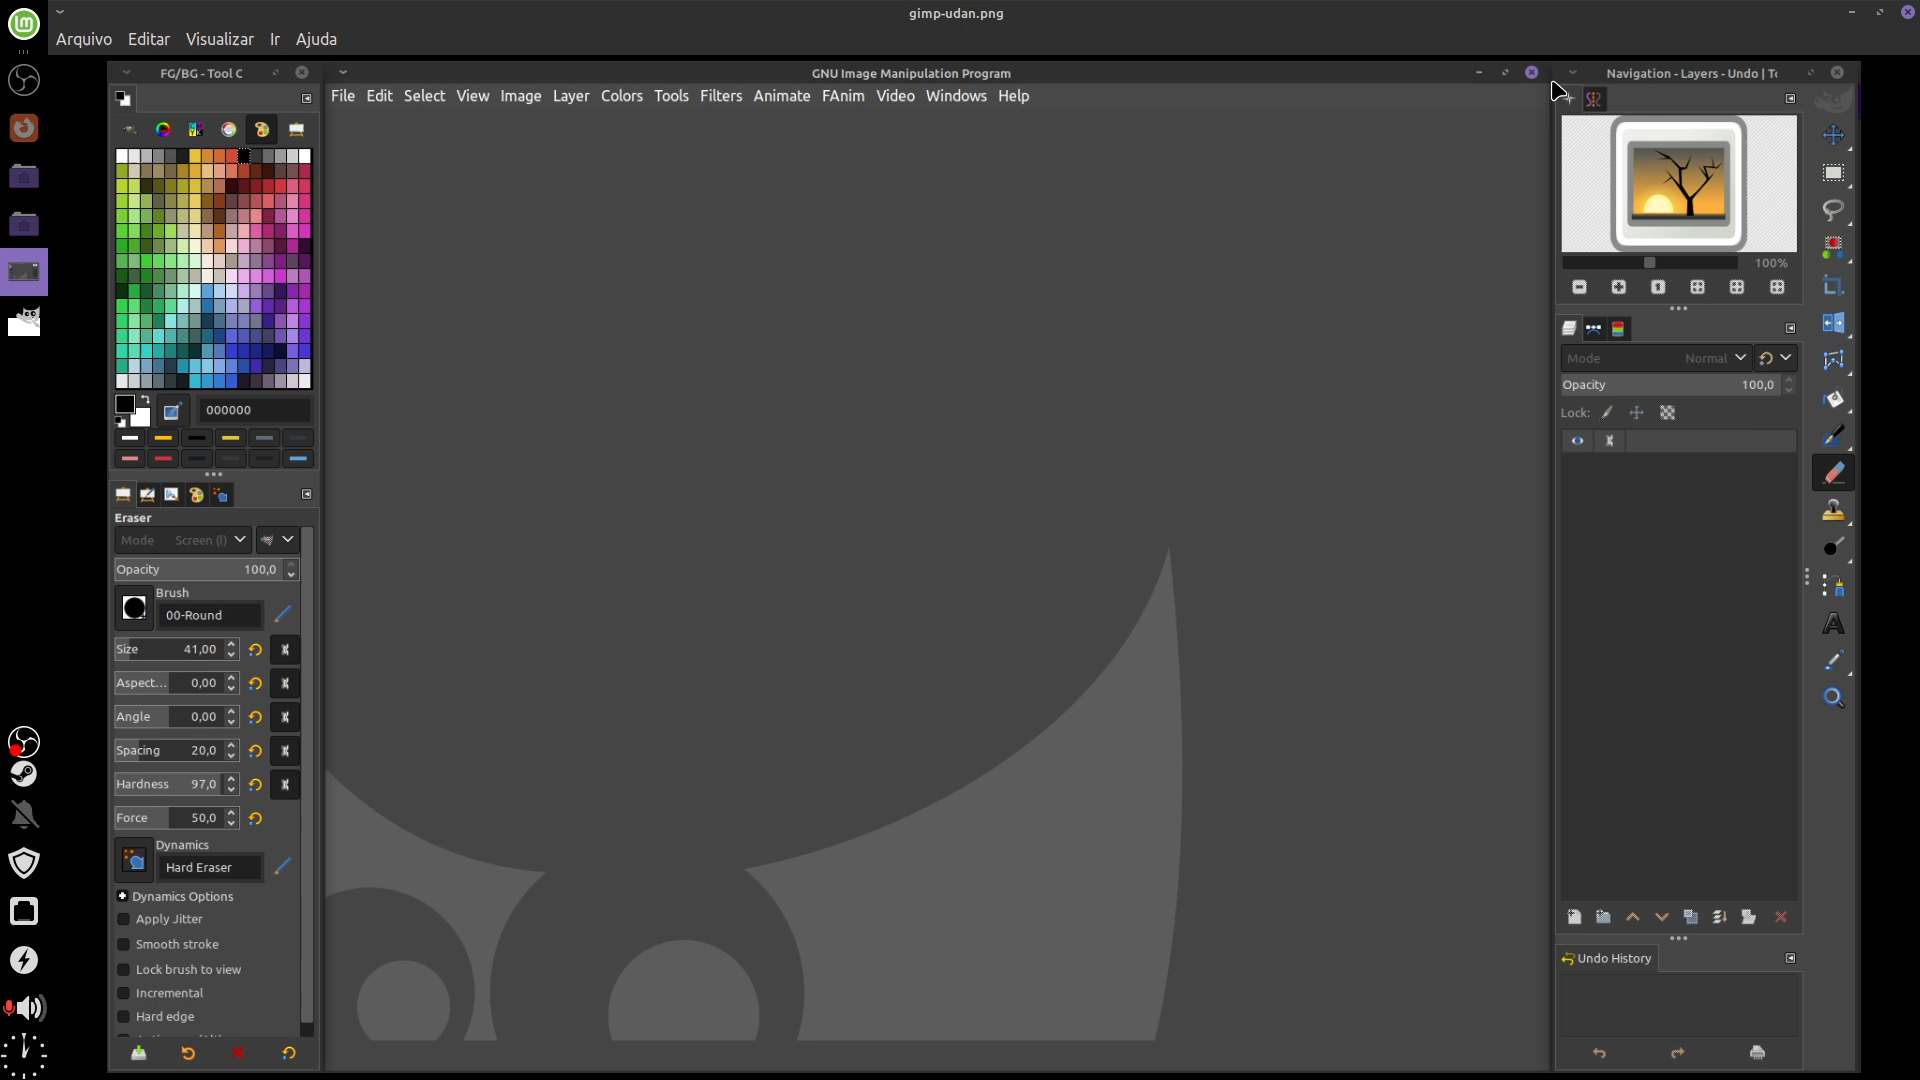 gimp-udan.png
Arquivo Editar Visualizar Ir Ajuda
FG/BG - Tool C
GNU Image Manipulation Program
Navigation - Layers - Undo | To
File Edit Select View Image Layer Colors Tools Filters Animate FAnim Video Windows Help
100%
Mode Normal
Opacity 100,0
Lock:
000000
Eraser
Mode Screen (l)
Opacity 100,0
Brush
00-Round
Size 41,00
Aspect... 0,00
Angle 0,00
Spacing 20,0
Hardness 97,0
Force 50,0
Dynamics
Hard Eraser
Dynamics Options
Apply Jitter
Smooth stroke
Lock brush to view
Incremental
Hard edge
Undo History